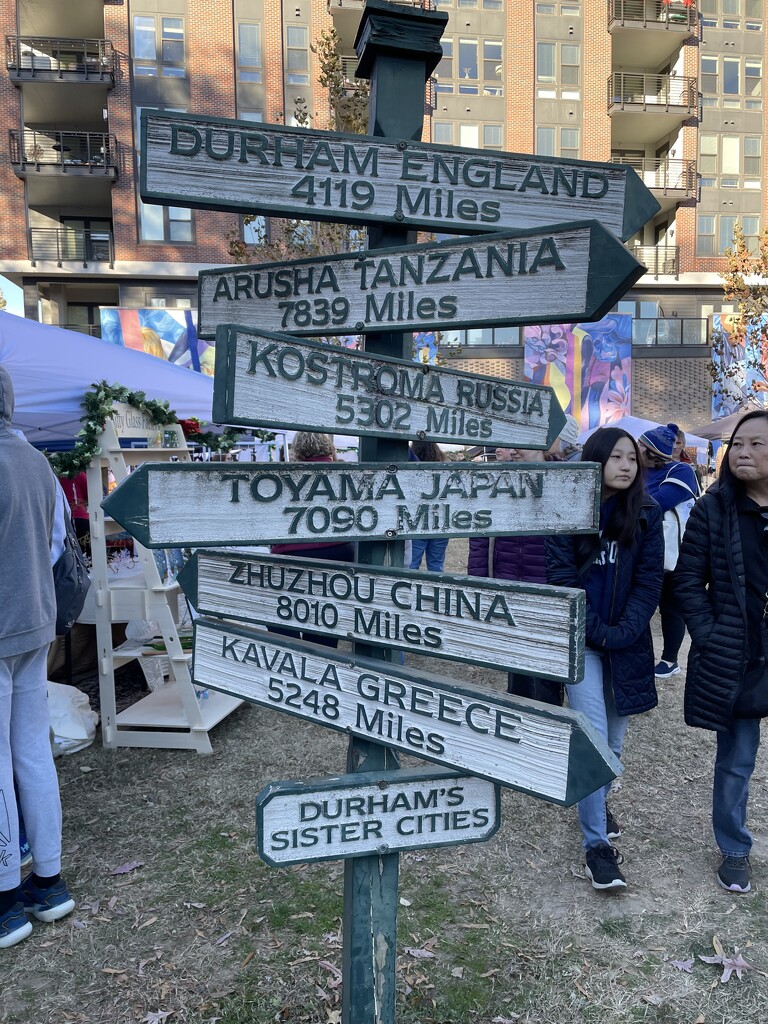 DURHAM ENGLAND
4119 Miles
ARUSHA TANZANIA
7839 Miles
KOSTROMA RUSSIA
5302 Miles
TOYAMA JAPAN
7090 Miles
ZHUZHOU CHINA
8010 Miles
KAVALA GREECE
5248 Miles
DURHAM'S
SISTER CITIES